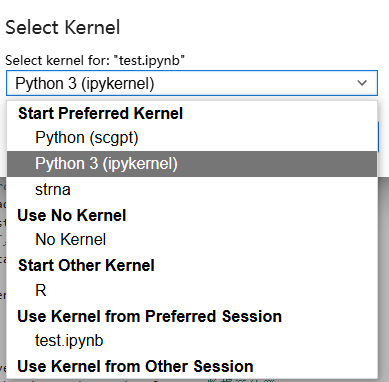 Select Kernel
Select kernel for: "test.ipynb"
Python 3 (ipykernel)
Start Preferred Kernel
Python (scgpt)
Python 3 (ipykernel)
strna
Use No Kernel
No Kernel
Start Other Kernel
R
Use Kernel from Preferred Session
test.ipynb
Use Kernel from Other Session